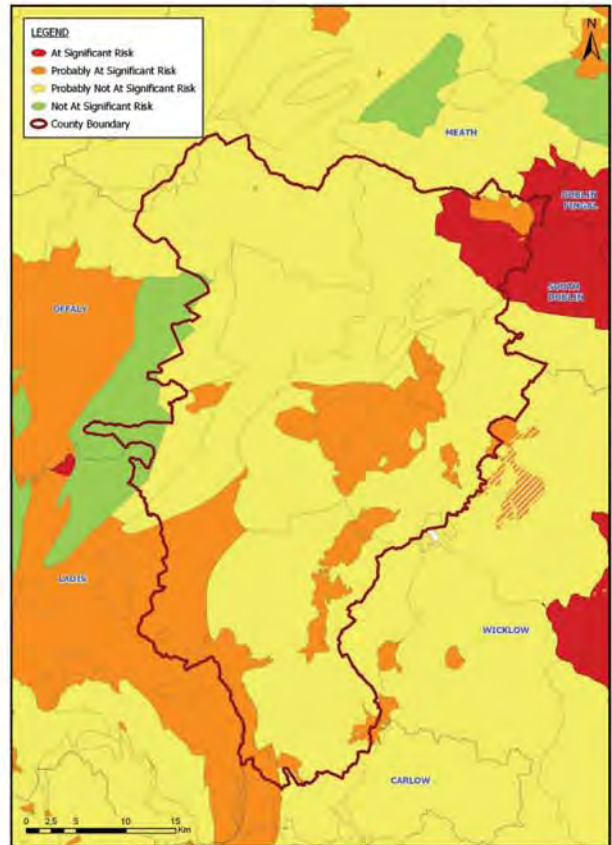 LEGEND
At Significant Risk
Probably At Significant Risk
Probably Not At Significant Risk
Not At Significant Risk
County Boundary
N
MEATH
DUBLIN
FINGAL
SOUTH
DUBLIN
OFFALY
LAOIS
WICKLOW
CARLOW
0 2.5 5 10 15
Km